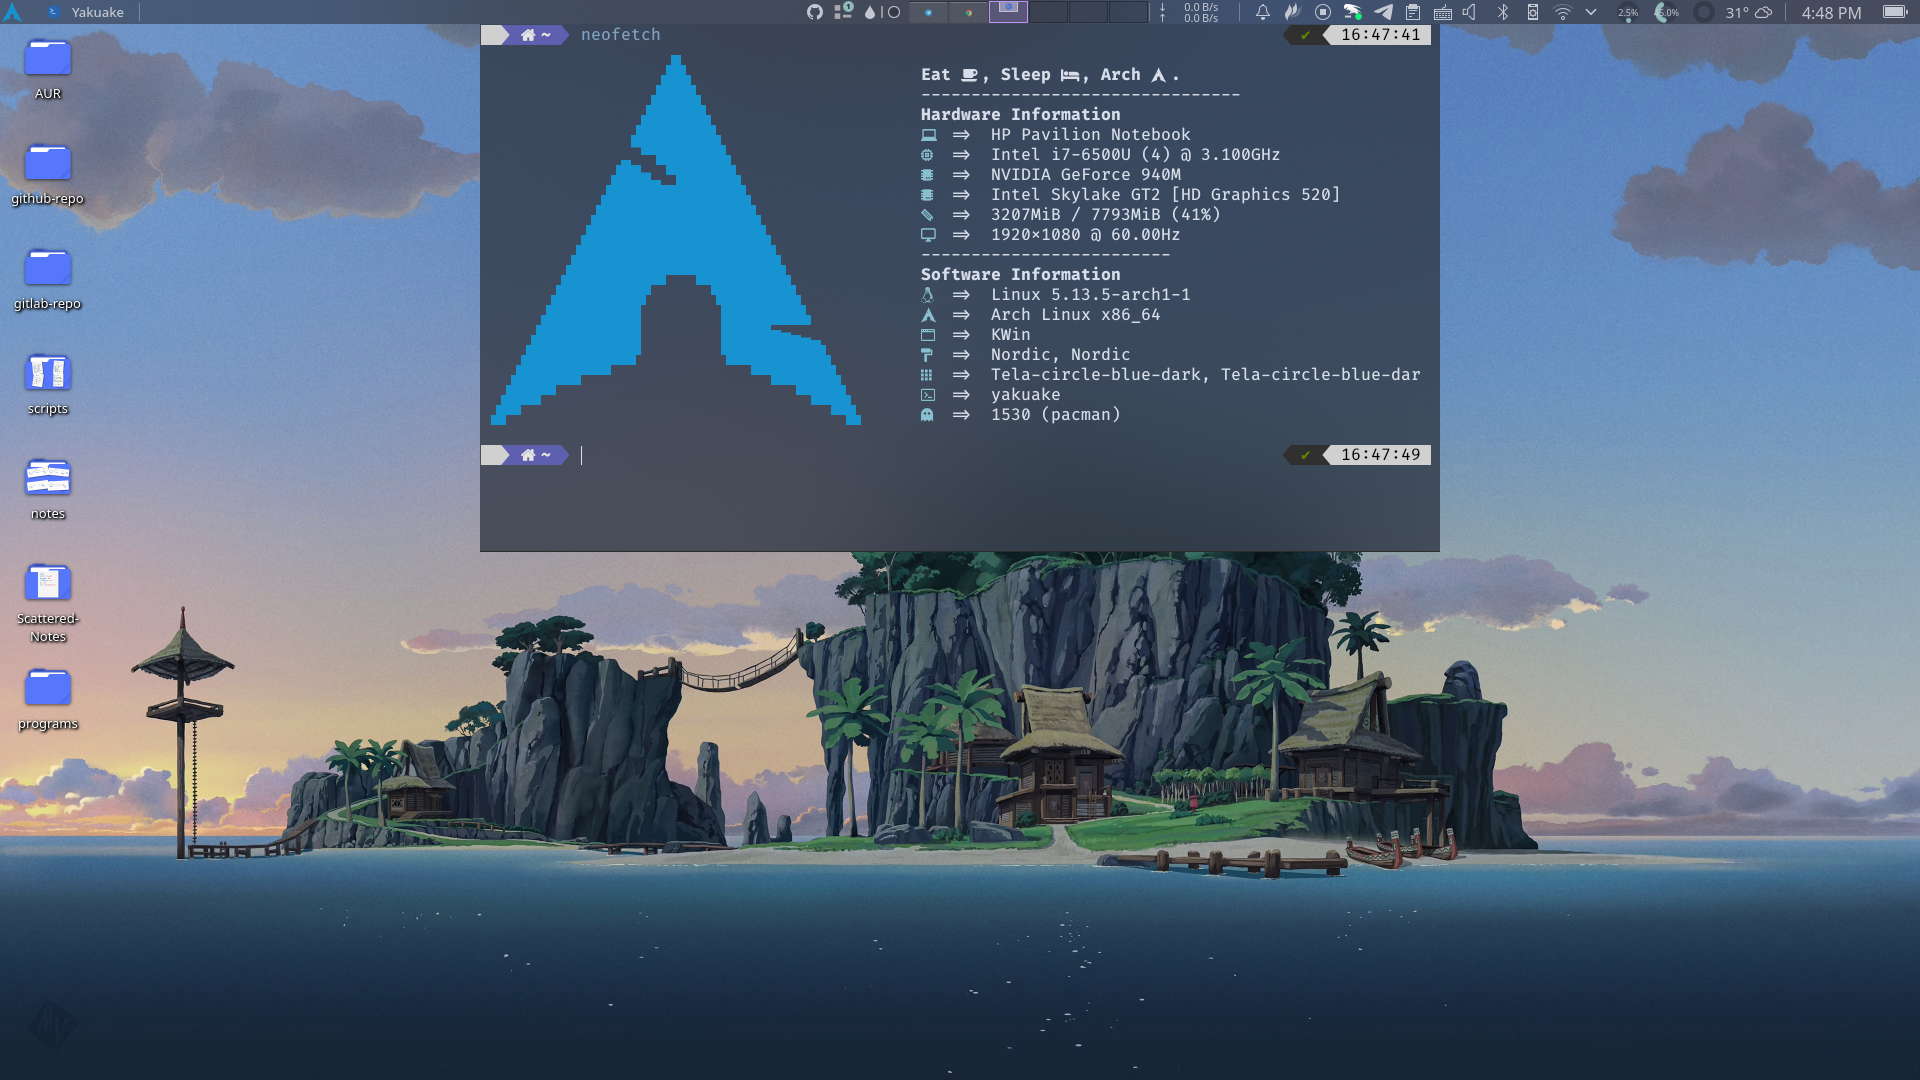 Yakuake
1
0.0 B/s
0.0 B/s
2.5%
31°
4:48 PM
AUR
github-repo
gitlab-repo
scripts
notes
Scattered-
Notes
programs
~ neofetch ✔ 16:47:41
Eat , Sleep , Arch .
--------------------------------
Hardware Information
⇒ HP Pavilion Notebook
⇒ Intel i7-6500U (4) @ 3.100GHz
⇒ NVIDIA GeForce 940M
⇒ Intel Skylake GT2 [HD Graphics 520]
⇒ 3207MiB / 7793MiB (41%)
⇒ 1920×1080 @ 60.00Hz
-------------------------
Software Information
⇒ Linux 5.13.5-arch1-1
⇒ Arch Linux x86_64
⇒ KWin
⇒ Nordic, Nordic
⇒ Tela-circle-blue-dark, Tela-circle-blue-dar
⇒ yakuake
⇒ 1530 (pacman)
~ ✔ 16:47:49